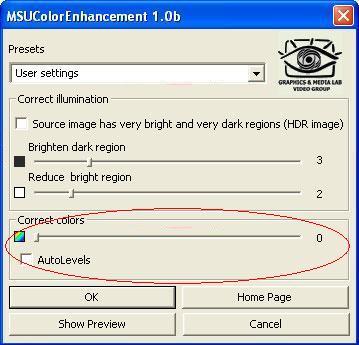 MSUColorEnhancement 1.0b
Presets
User settings
GRAPHICS & MEDIA LAB
VIDEO GROUP
Correct illumination
Source image has very bright and very dark regions (HDR image)
Brighten dark region
3
Reduce bright region
2
Correct colors
0
AutoLevels
OK
Home Page
Show Preview
Cancel